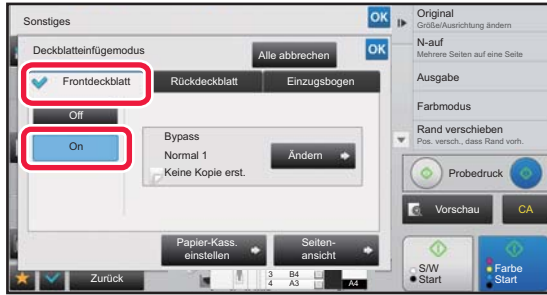 Sonstiges
OK
Deckblatteinfügemodus
Alle abbrechen
OK
Frontdeckblatt
Rückdeckblatt
Einzugsbogen
Off
On
Bypass
Normal 1
Keine Kopie erst.
Ändern
Papier-Kass.
einstellen
Seiten-
ansicht
Zurück
3 B4
4 A3
A4
Original
Größe/Ausrichtung ändern
N-auf
Mehrere Seiten auf eine Seite
Ausgabe
Farbmodus
Rand verschieben
Pos. versch., dass Rand vorh.
Probedruck
Vorschau
CA
S/W
Start
Farbe
Start